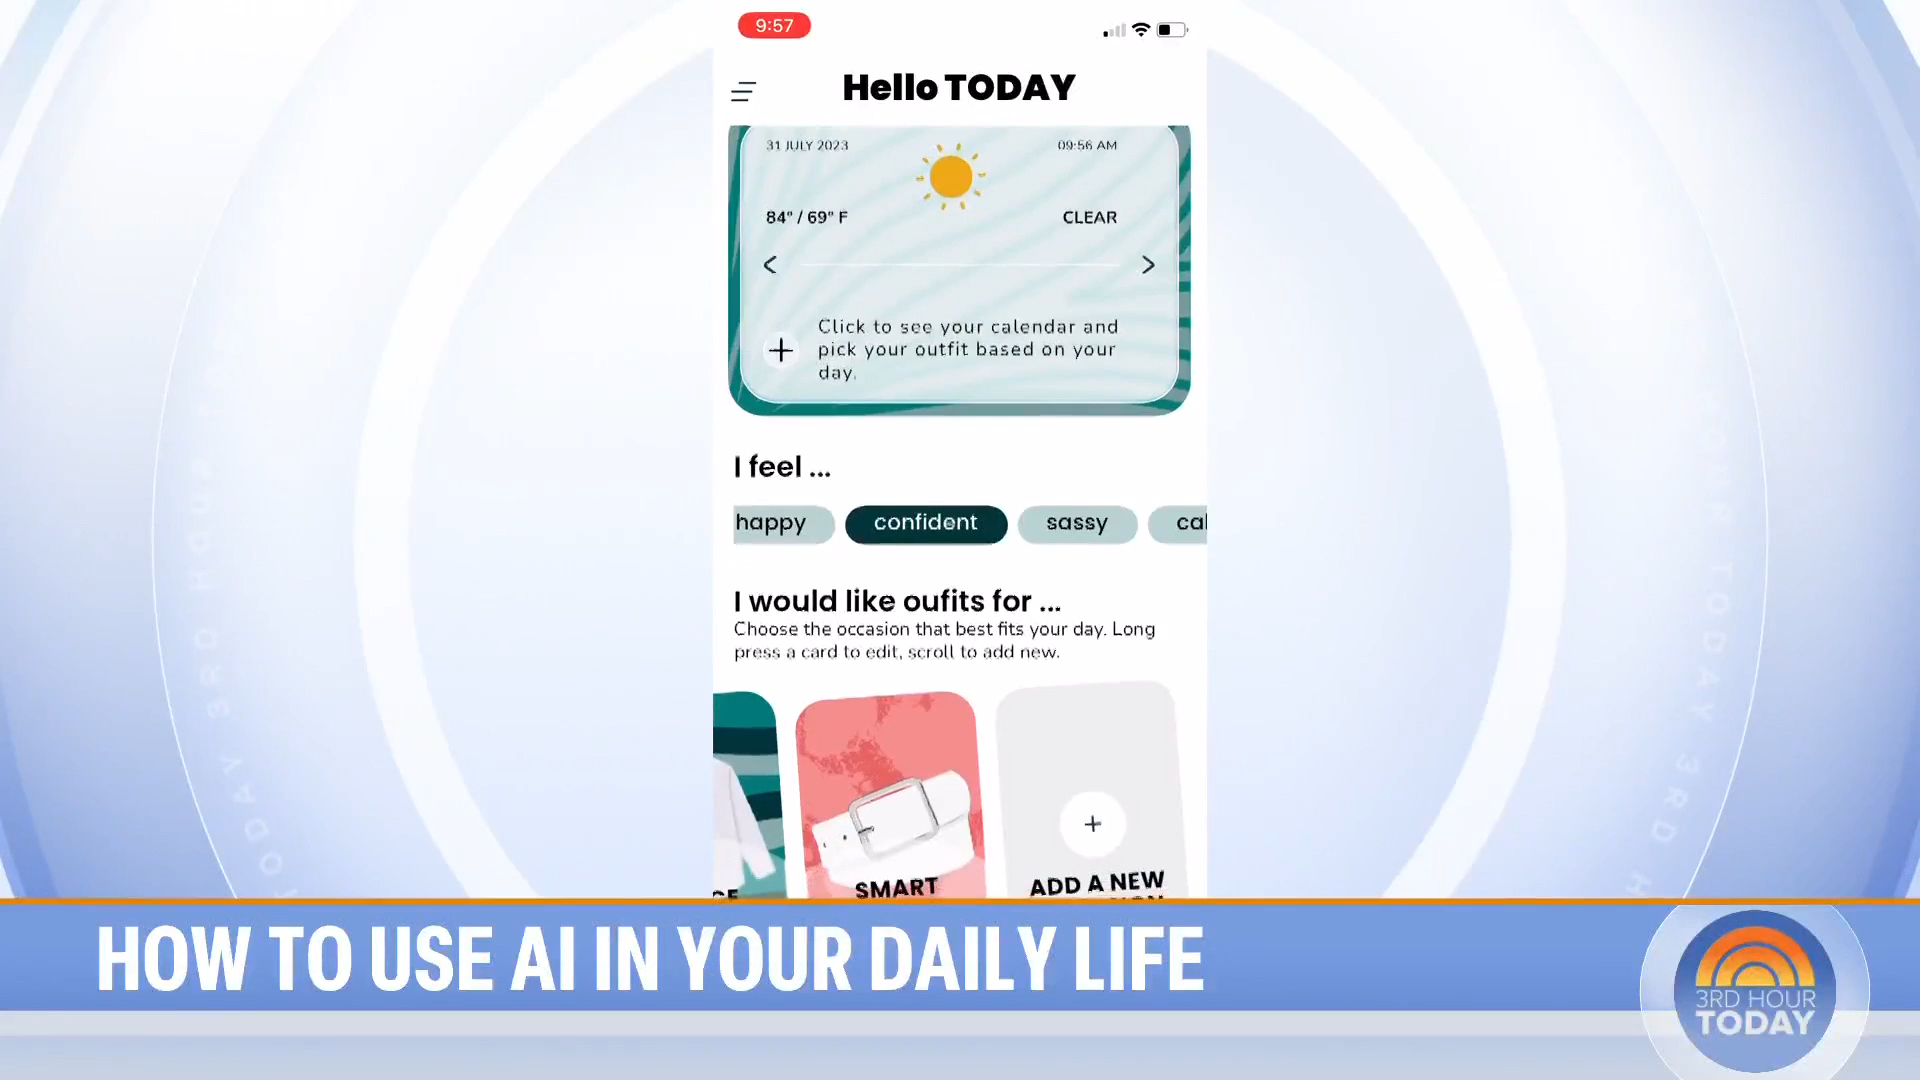 9:57
Hello TODAY
31 JULY 2023
09:56 AM
84° / 69° F
CLEAR
Click to see your calendar and
pick your outfit based on your
day.
I feel ...
happy
confident
sassy
cal
I would like oufits for ...
Choose the occasion that best fits your day. Long
press a card to edit, scroll to add new.
SMART
ADD A NEW
HOW TO USE AI IN YOUR DAILY LIFE
3RD HOUR
TODAY